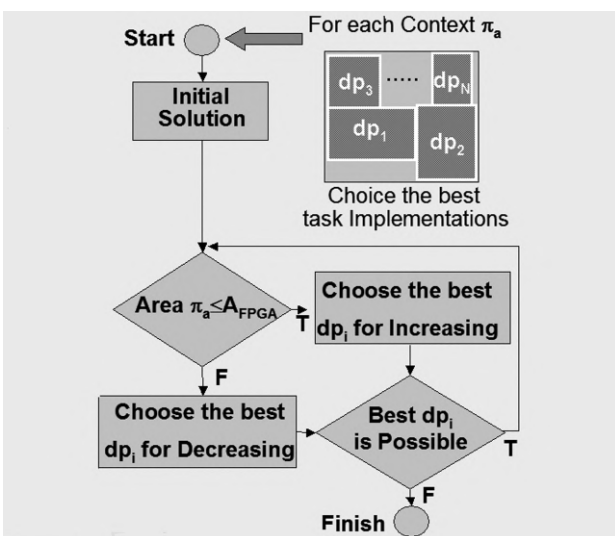 Start
For each Context πa
Initial
Solution
dp3
.....
dpN
dp1
dp2
Choice the best
task Implementations
Area πa≤AFPGA
T
Choose the best
dpi for Increasing
F
Choose the best
dpi for Decreasing
Best dpi
is Possible
T
F
Finish